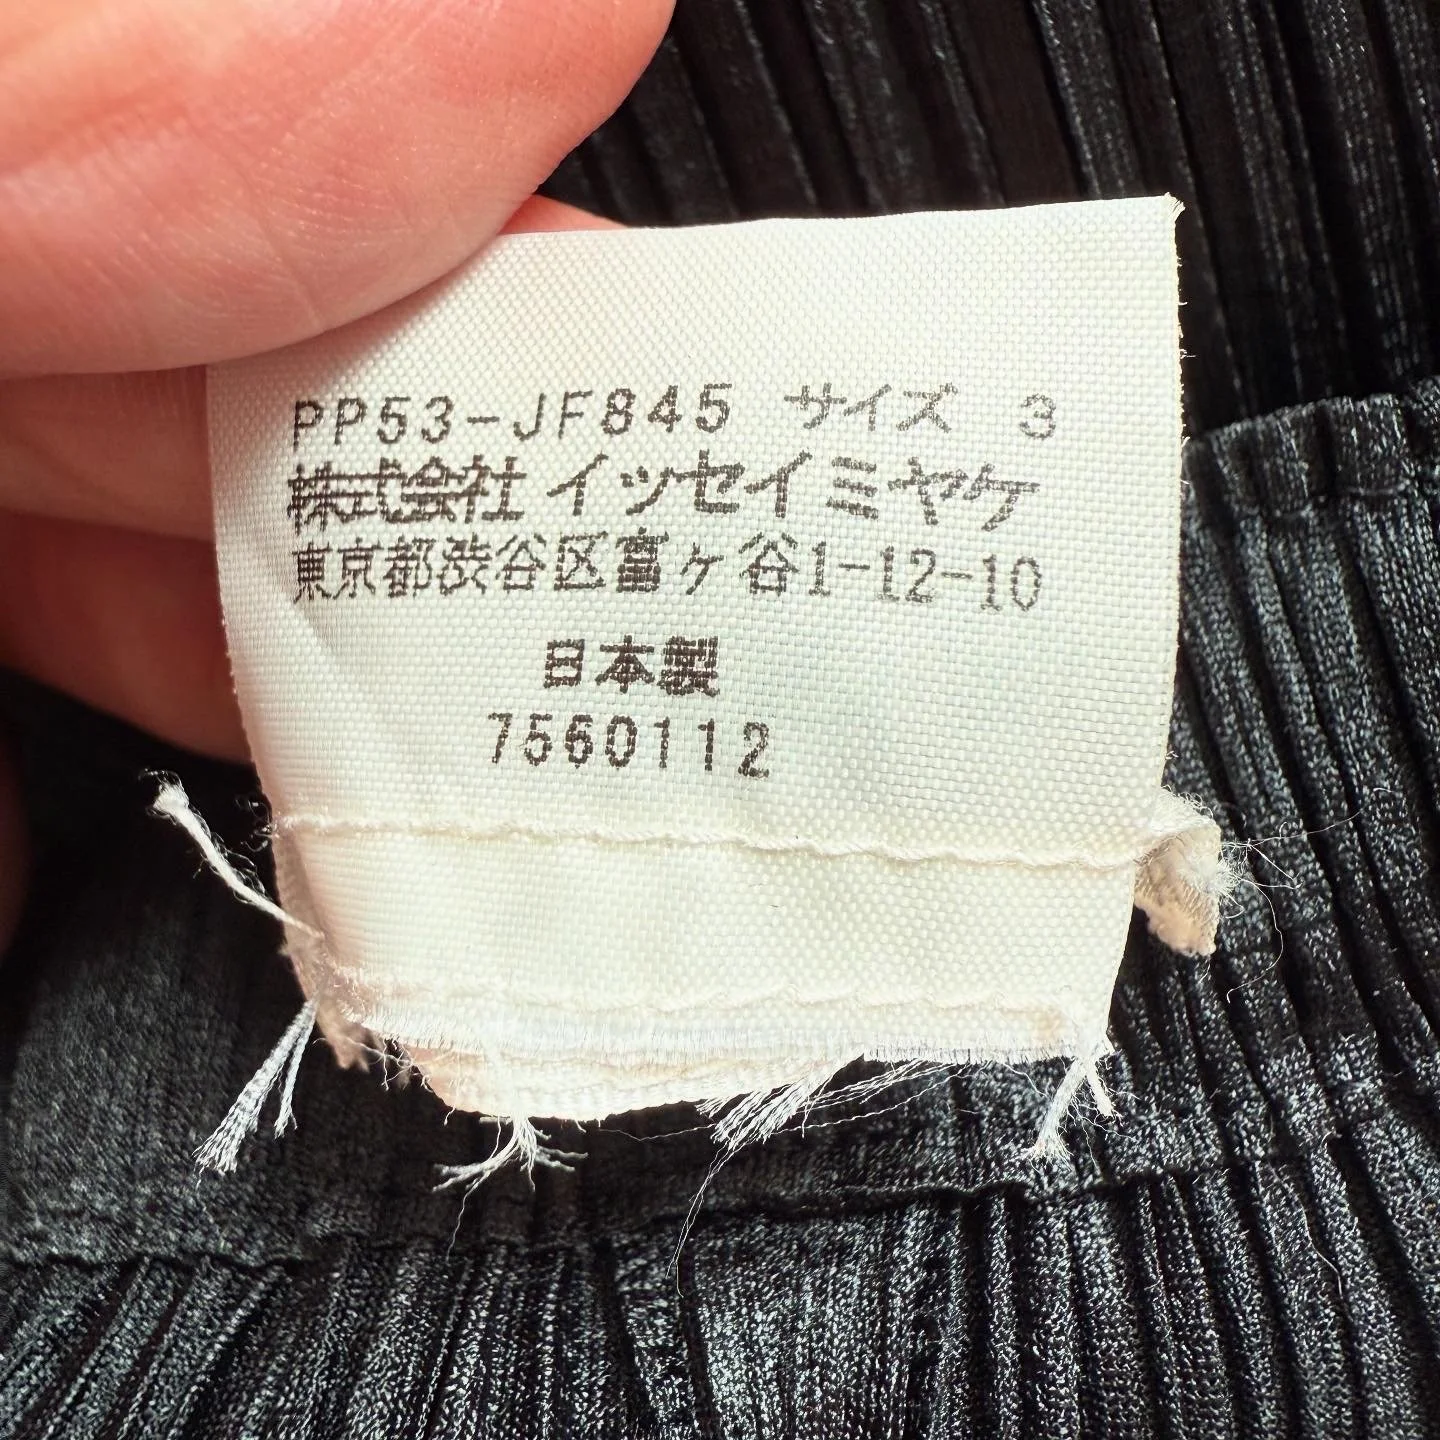 PP53-JF845 サイズ 3
株式会社 イッセイミヤケ
東京都渋谷区富ヶ谷1-12-10
日本製
7560112